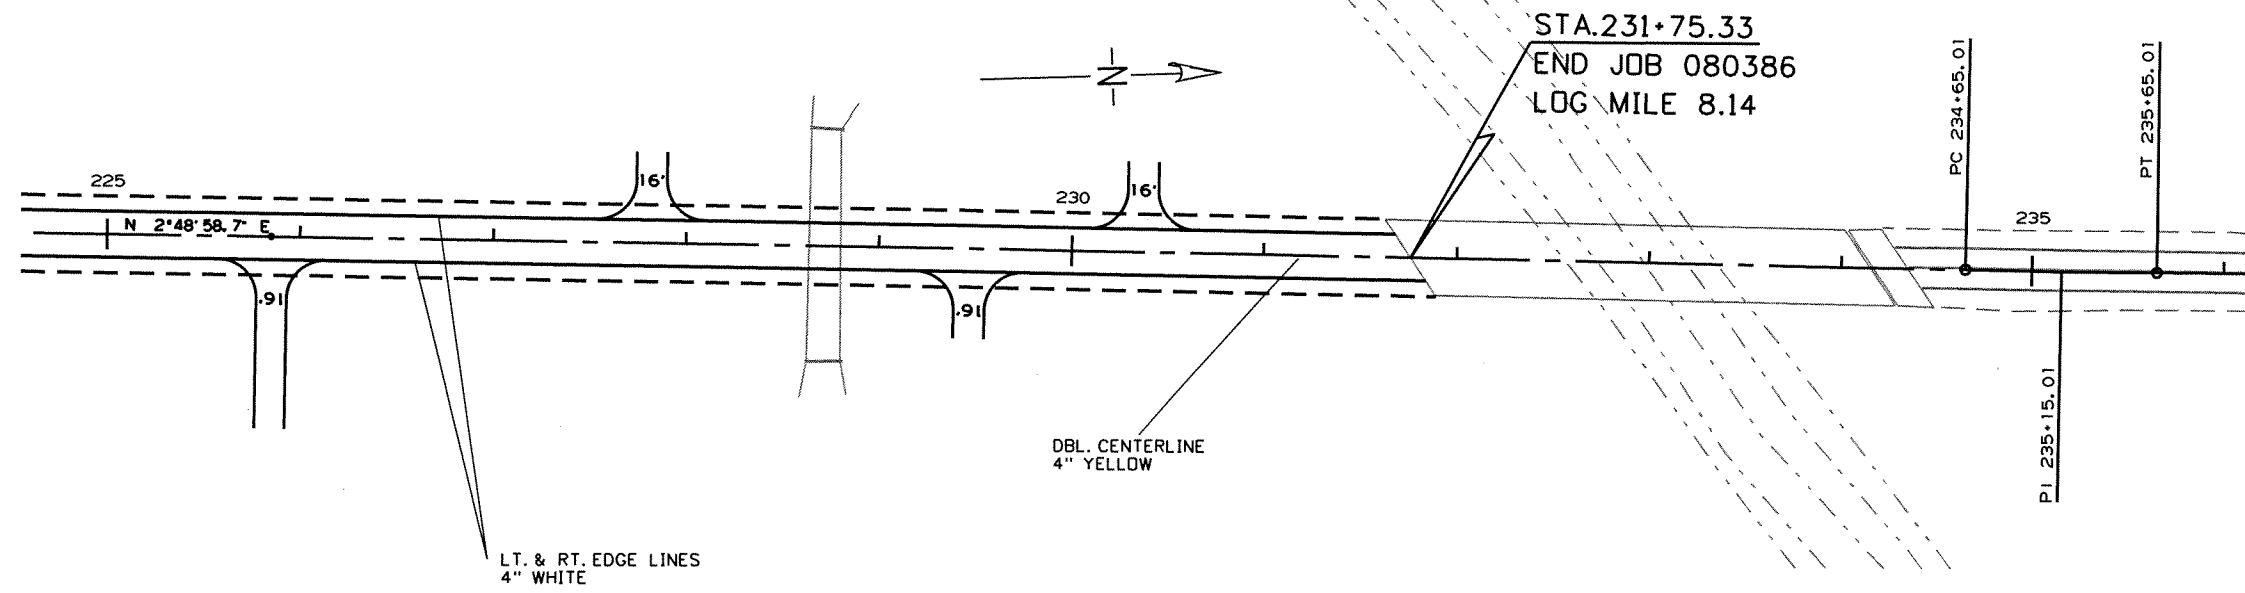 STA.231+75.33
END JOB 080386
LOG MILE 8.14
N
PC 234+65.01
PT 235+65.01
225
16'
230
16'
235
N 2°48'58.7" E
16'
16'
PI 235+15.01
DBL. CENTERLINE
4" YELLOW
LT. & RT. EDGE LINES
4" WHITE